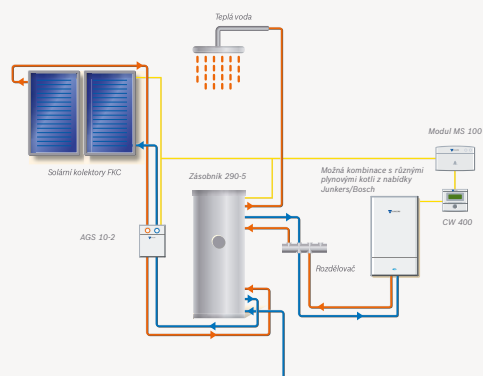 Teplá voda
Modul MS 100
Solární kolektory FKC
Zásobník 290-5
Možná kombinace s různými
plynovými kotli z nabídky
Junkers/Bosch
CW 400
AGS 10-2
Rozdělovač